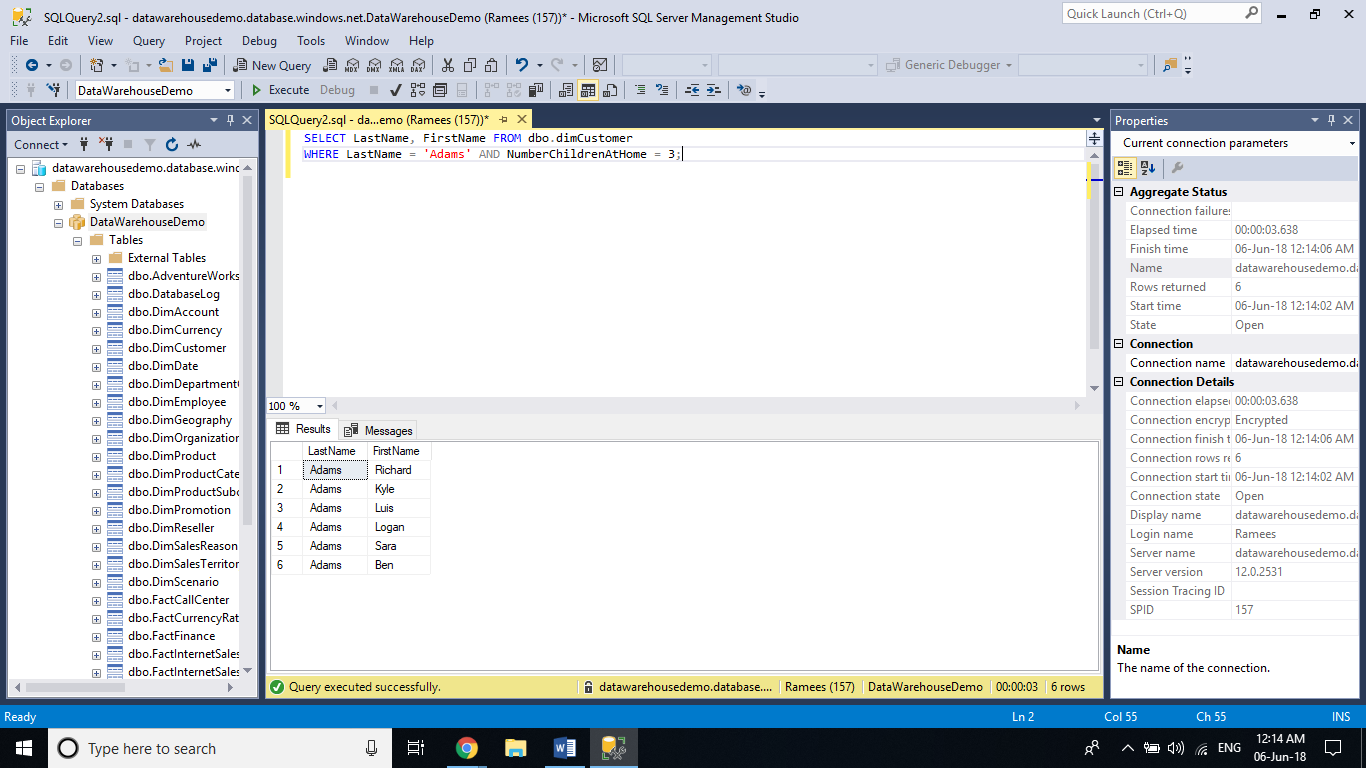 SQLQuery2.sql - datawarehousedemo.database.windows.net.DataWarehouseDemo (Ramees (157))* - Microsoft SQL Server Management Studio
Quick Launch (Ctrl+Q)
File Edit View Query Project Debug Tools Window Help
New Query
MDX DMX XMLA DAX
Generic Debugger
DataWarehouseDemo
Execute Debug
Object Explorer
Connect
datawarehousedemo.database.winc
Databases
System Databases
DataWarehouseDemo
Tables
External Tables
dbo.AdventureWorks
dbo.DatabaseLog
dbo.DimAccount
dbo.DimCurrency
dbo.DimCustomer
dbo.DimDate
dbo.DimDepartment
dbo.DimEmployee
dbo.DimGeography
dbo.DimOrganization
dbo.DimProduct
dbo.DimProductCate
dbo.DimProductSub
dbo.DimPromotion
dbo.DimReseller
dbo.DimSalesReason
dbo.DimSalesTerritor
dbo.DimScenario
dbo.FactCallCenter
dbo.FactCurrencyRat
dbo.FactFinance
dbo.FactInternetSales
dbo.FactInternetSales
SQLQuery2.sql - da...emo (Ramees (157))*
SELECT LastName, FirstName FROM dbo.dimCustomer
WHERE LastName = 'Adams' AND NumberChildrenAtHome = 3;
100 %
Results Messages
LastName FirstName
1 Adams Richard
2 Adams Kyle
3 Adams Luis
4 Adams Logan
5 Adams Sara
6 Adams Ben
Query executed successfully. datawarehousedemo.database.... Ramees (157) DataWarehouseDemo 00:00:03 6 rows
Properties
Current connection parameters
Aggregate Status
Connection failures
Elapsed time 00:00:03.638
Finish time 06-Jun-18 12:14:06 AM
Name datawarehousedemo.da
Rows returned 6
Start time 06-Jun-18 12:14:02 AM
State Open
Connection
Connection name datawarehousedemo.da
Connection Details
Connection elapse 00:00:03.638
Connection encryp Encrypted
Connection finish t 06-Jun-18 12:14:06 AM
Connection rows re 6
Connection start ti 06-Jun-18 12:14:02 AM
Connection state Open
Display name datawarehousedemo.da
Login name Ramees
Server name datawarehousedemo.da
Server version 12.0.2531
Session Tracing ID
SPID 157
Name
The name of the connection.
Ready Ln 2 Col 55 Ch 55 INS
Type here to search
ENG
12:14 AM
06-Jun-18